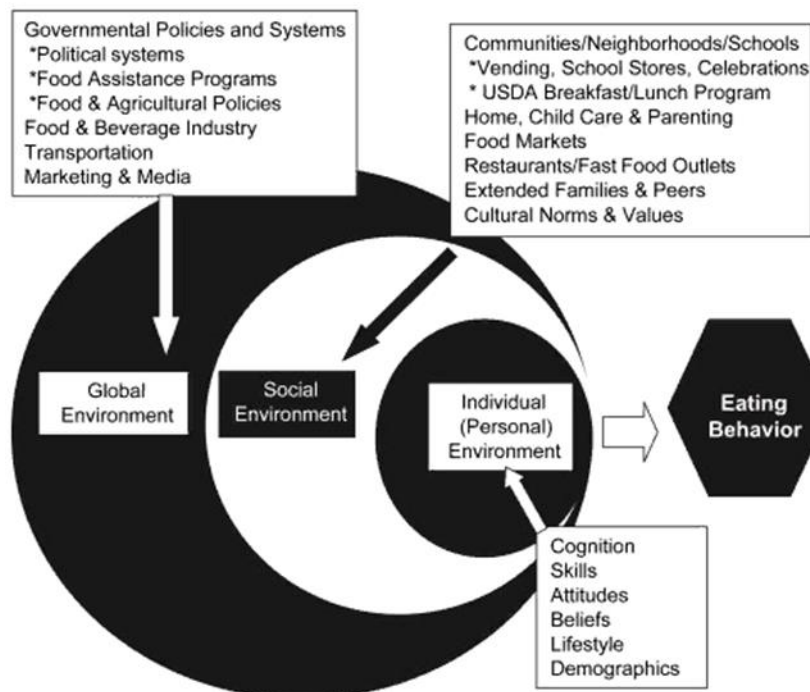 Governmental Policies and Systems
*Political systems
*Food Assistance Programs
*Food & Agricultural Policies
Food & Beverage Industry
Transportation
Marketing & Media
Communities/Neighborhoods/Schools
*Vending, School Stores, Celebrations
* USDA Breakfast/Lunch Program
Home, Child Care & Parenting
Food Markets
Restaurants/Fast Food Outlets
Extended Families & Peers
Cultural Norms & Values
Global
Environment
Social
Environment
Individual
(Personal)
Environment
Eating
Behavior
Cognition
Skills
Attitudes
Beliefs
Lifestyle
Demographics